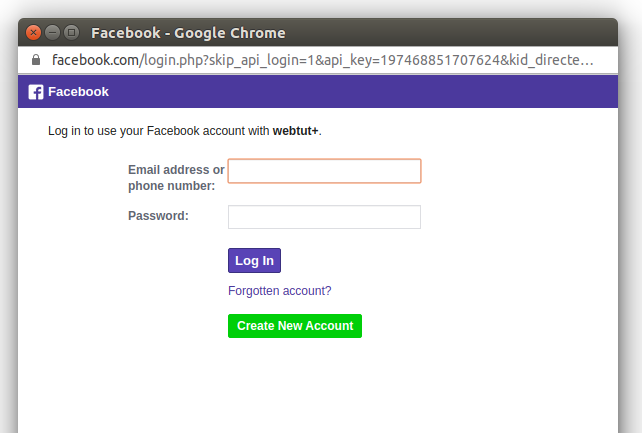 Facebook - Google Chrome
facebook.com/login.php?skip_api_login=1&api_key=197468851707624&kid_directe...
Facebook
Log in to use your Facebook account with webtut+.
Email address or
phone number:
Password:
Log In
Forgotten account?
Create New Account